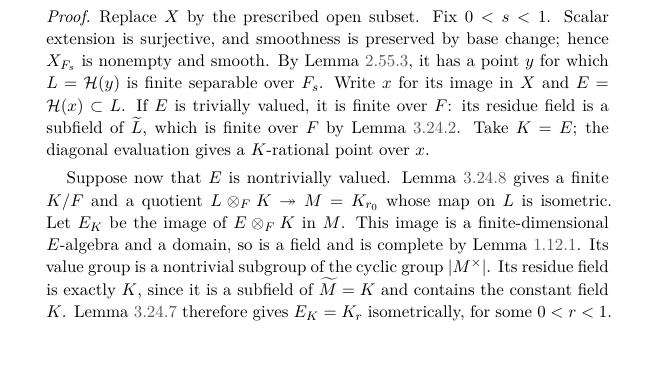 Proof. Replace X by the prescribed open subset. Fix 0 < s < 1. Scalar
extension is surjective, and smoothness is preserved by base change; hence
X_{F_s} is nonempty and smooth. By Lemma 2.55.3, it has a point y for which
L = ℋ(y) is finite separable over F_s. Write x for its image in X and E =
ℋ(x) ⊂ L. If E is trivially valued, it is finite over F: its residue field is a
subfield of L̃, which is finite over F by Lemma 3.24.2. Take K = E; the
diagonal evaluation gives a K-rational point over x.
Suppose now that E is nontrivially valued. Lemma 3.24.8 gives a finite
K/F and a quotient L ⊗_F K ↠ M = K_{r_0} whose map on L is isometric.
Let E_K be the image of E ⊗_F K in M. This image is a finite-dimensional
E-algebra and a domain, so is a field and is complete by Lemma 1.12.1. Its
value group is a nontrivial subgroup of the cyclic group |M^×|. Its residue field
is exactly K, since it is a subfield of M̃ = K and contains the constant field
K. Lemma 3.24.7 therefore gives E_K = K_r isometrically, for some 0 < r < 1.